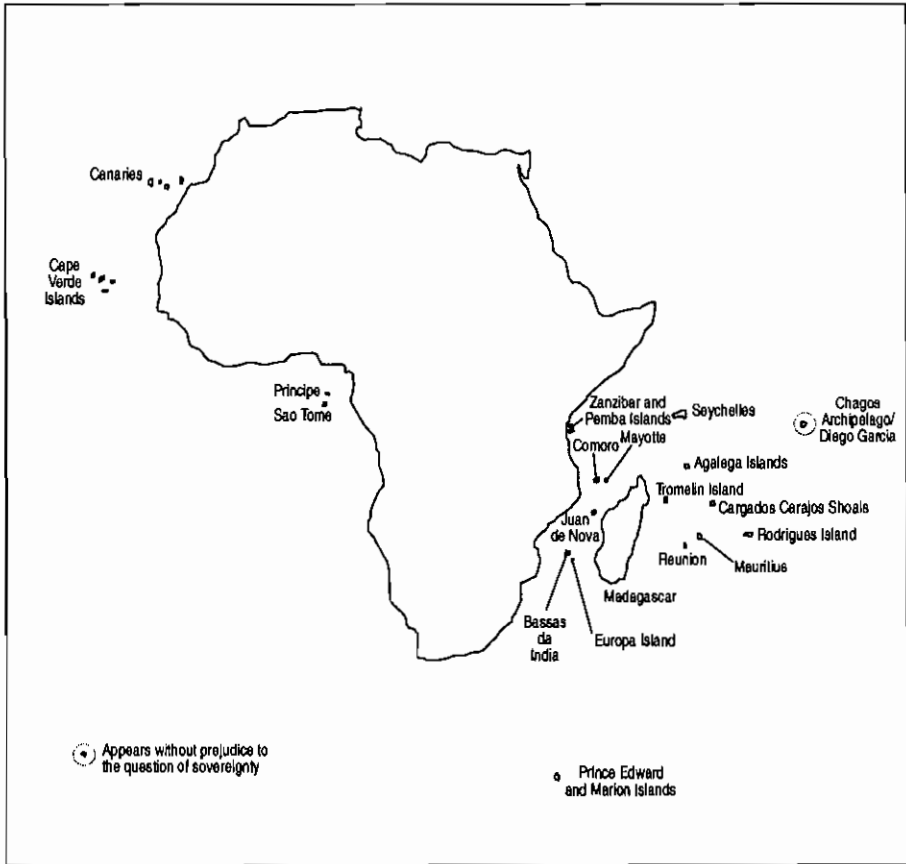 Canaries
Cape
Verde
Islands
Principe
Sao Tome
Zanzibar and
Pemba Islands
Seychelles
Chagos
Archipelago/
Diego Garcia
Comoro
Mayotte
Agalega Islands
Tromelin Island
Cargados Carajos Shoals
Juan
de Nova
Rodrigues Island
Reunion
Mauritius
Madagascar
Bassas
da
India
Europa Island
Appears without prejudice to
the question of sovereignty
Prince Edward
and Marion Islands